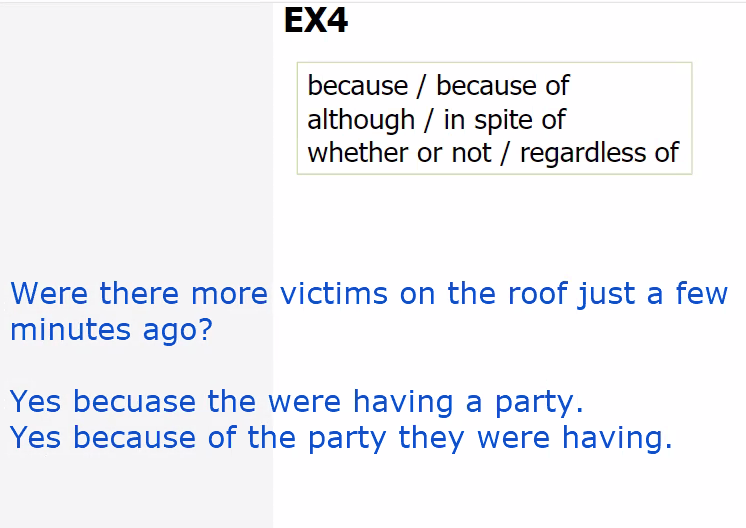 EX4
because / because of
although / in spite of
whether or not / regardless of
Were there more victims on the roof just a few
minutes ago?
Yes becuase the were having a party.
Yes because of the party they were having.